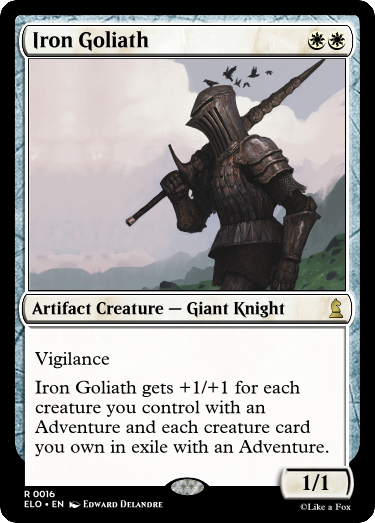 Iron Goliath
Artifact Creature — Giant Knight
Vigilance
Iron Goliath gets +1/+1 for each
creature you control with an
Adventure and each creature card
you own in exile with an Adventure.
1/1
R 0016
ELO • EN Edward Delandre
©Like a Fox